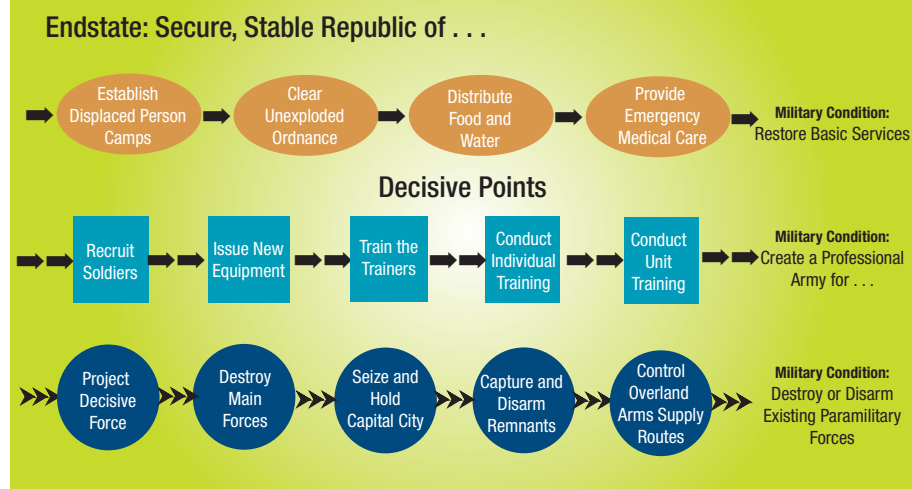 Endstate: Secure, Stable Republic of . . .
Establish
Displaced Person
Camps
Clear
Unexploded
Ordnance
Distribute
Food and
Water
Provide
Emergency
Medical Care
Military Condition:
Restore Basic Services
Decisive Points
Recruit
Soldiers
Issue New
Equipment
Train the
Trainers
Conduct
Individual
Training
Conduct
Unit
Training
Military Condition:
Create a Professional
Army for . . .
Project
Decisive
Force
Destroy
Main
Forces
Seize and
Hold
Capital City
Capture and
Disarm
Remnants
Control
Overland
Arms Supply
Routes
Military Condition:
Destroy or Disarm
Existing Paramilitary
Forces